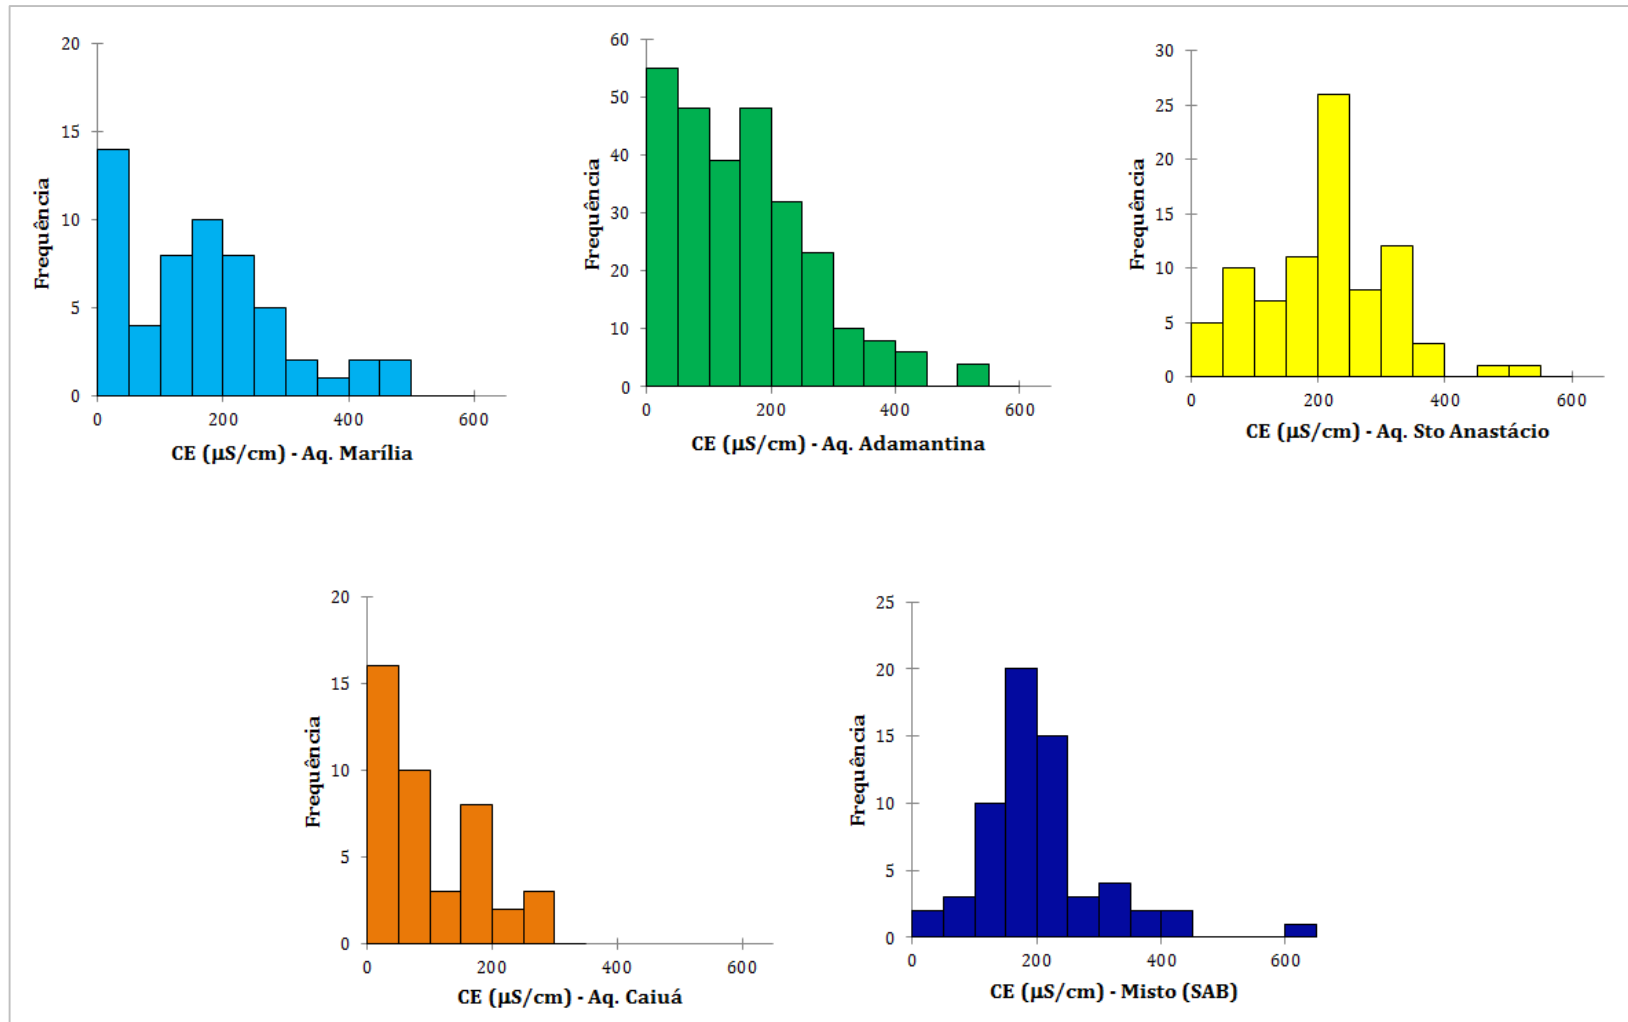 20
15
10
5
0
Frequência
0 200 400 600
CE (µS/cm) - Aq. Marília
60
50
40
30
20
10
0
Frequência
0 200 400 600
CE (µS/cm) - Aq. Adamantina
30
25
20
15
10
5
0
Frequência
0 200 400 600
CE (µS/cm) - Aq. Sto Anastácio
20
15
10
5
0
Frequência
0 200 400 600
CE (µS/cm) - Aq. Caiuá
25
20
15
10
5
0
Frequência
0 200 400 600
CE (µS/cm) - Misto (SAB)